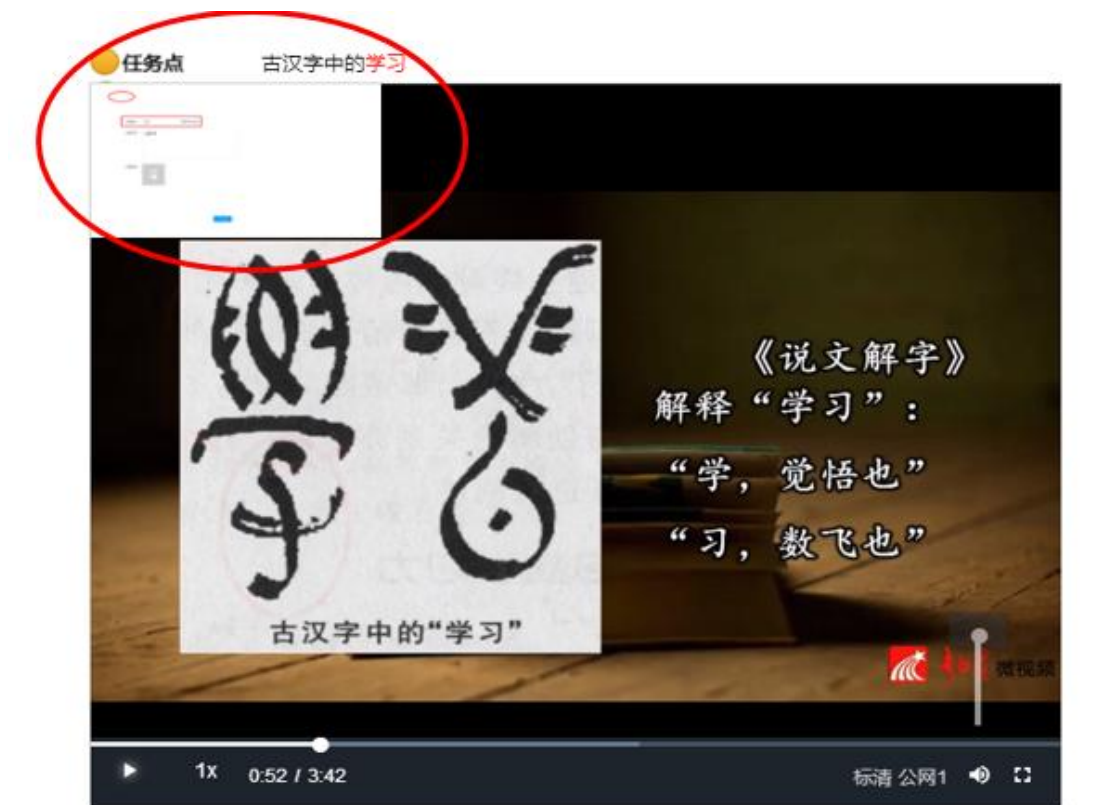 任务点 古汉字中的学习
《说文解字》
解释“学习”:
“学,觉悟也”
“习,数飞也”
學習
古汉字中的“学习”
微视频
1x 0:52 / 3:42 标清 公网1